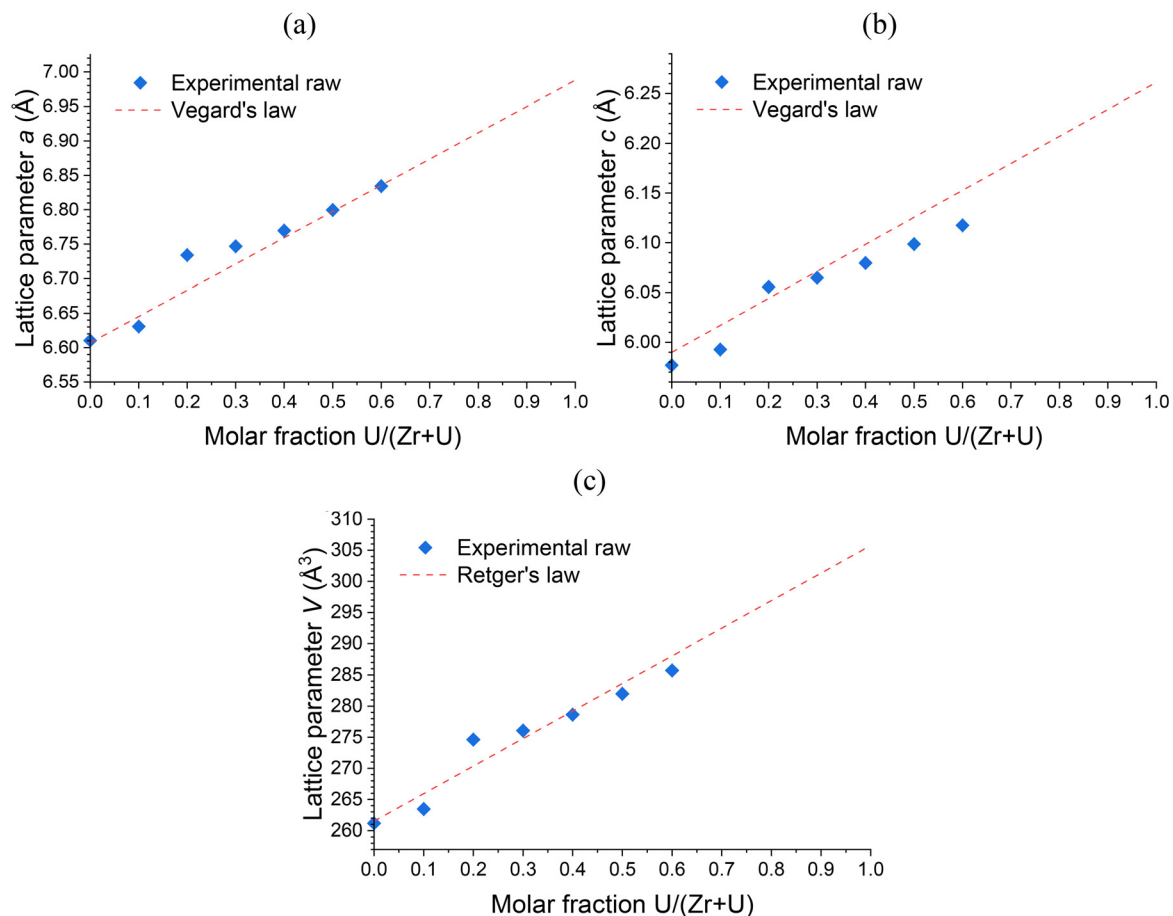 (a)
7.00
6.95
6.90
6.85
6.80
6.75
6.70
6.65
6.60
6.55
Lattice parameter a (Å)
Experimental raw
Vegard's law
0.0 0.1 0.2 0.3 0.4 0.5 0.6 0.7 0.8 0.9 1.0
Molar fraction U/(Zr+U)
(b)
6.25
6.20
6.15
6.10
6.05
6.00
Lattice parameter c (Å)
Experimental raw
Vegard's law
0.0 0.1 0.2 0.3 0.4 0.5 0.6 0.7 0.8 0.9 1.0
Molar fraction U/(Zr+U)
(c)
310
305
300
295
290
285
280
275
270
265
260
Lattice parameter V (Å³)
Experimental raw
Retger's law
0.0 0.1 0.2 0.3 0.4 0.5 0.6 0.7 0.8 0.9 1.0
Molar fraction U/(Zr+U)